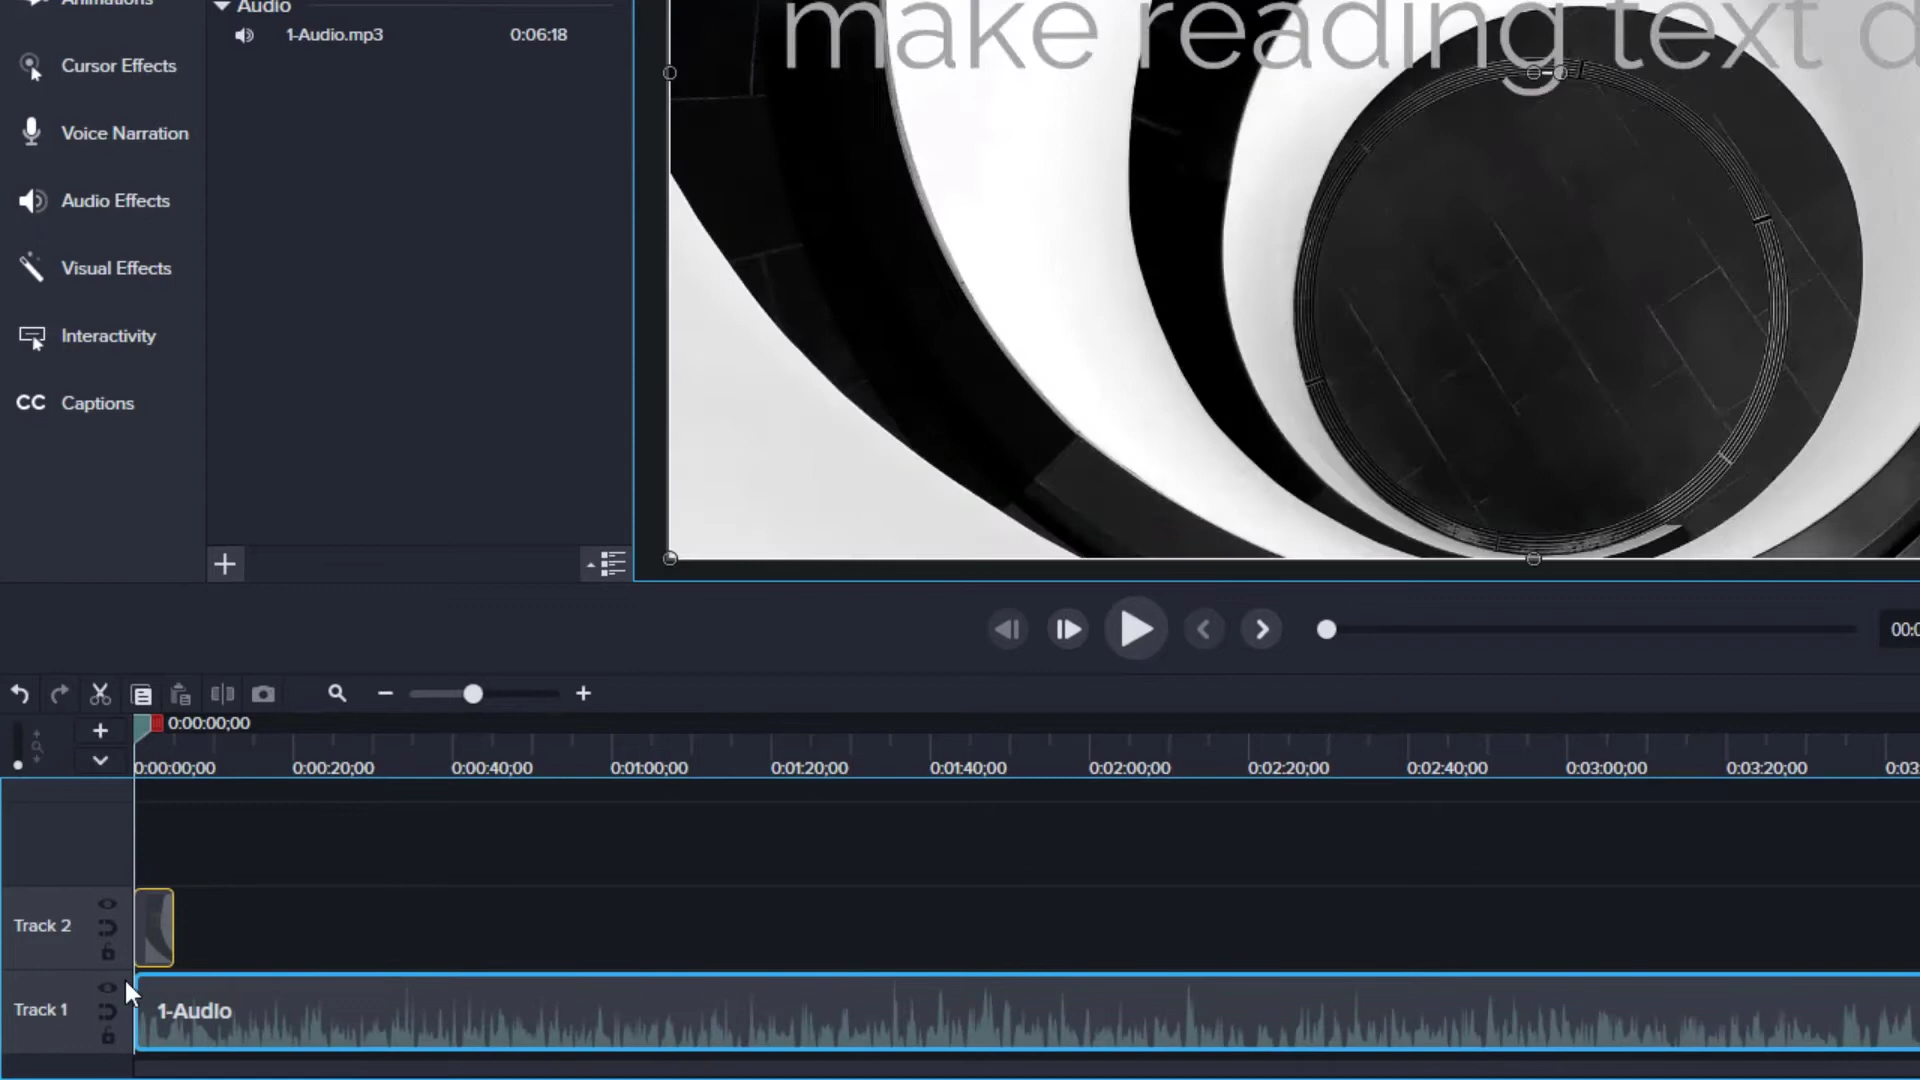 Animations
Audio
1-Audio.mp3 0:06:18
Cursor Effects
Voice Narration
Audio Effects
Visual Effects
Interactivity
CC Captions
make reading text
0:00:00;00
0:00:00;00 0:00:20;00 0:00:40;00 0:01:00;00 0:01:20;00 0:01:40;00 0:02:00;00 0:02:20;00 0:02:40;00 0:03:00;00 0:03:20;00
Track 2
Track 1
1-Audio